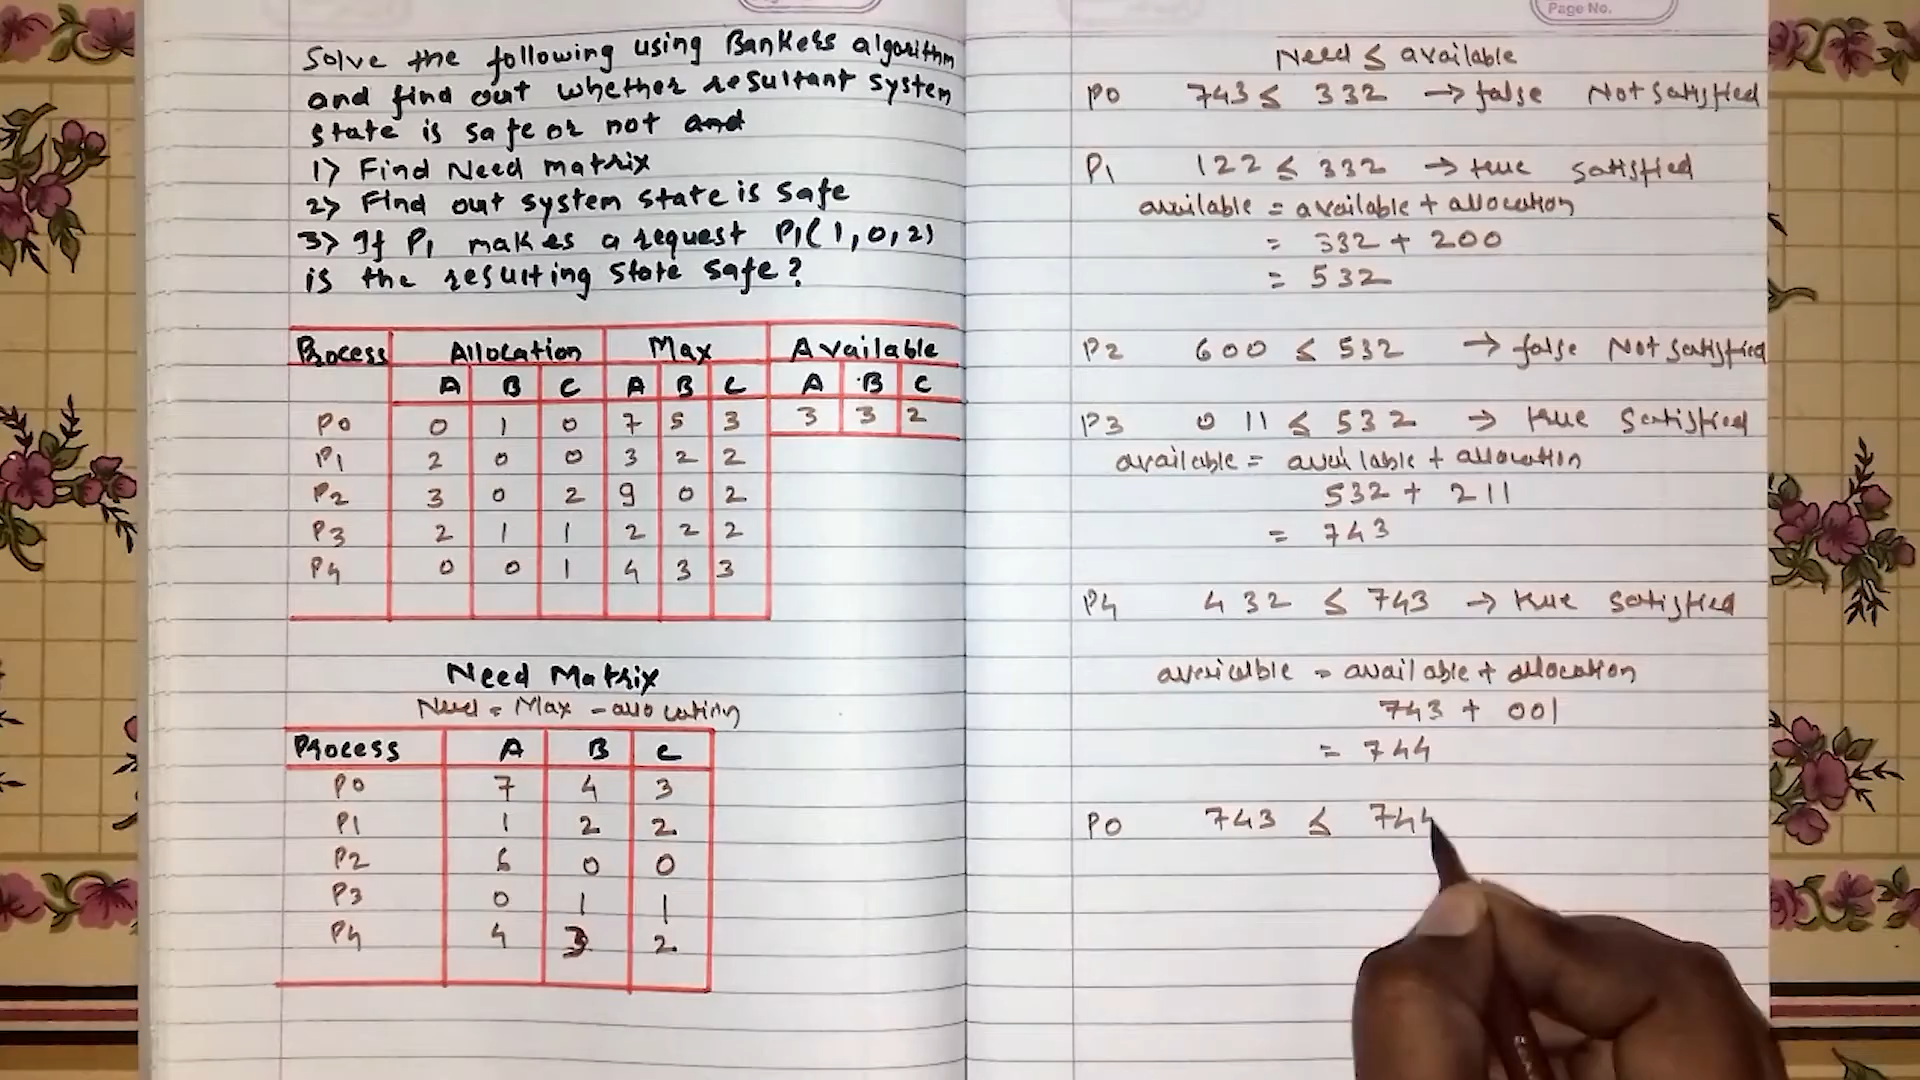 Page No.
Solve the following using Bankers algorithm
and find out whether resultant system
state is safe or not and
1) Find Need matrix
2) Find out system state is safe
3) If P1 makes a request P1(1,0,2)
is the resulting state safe?
Process Allocation Max Available
A B C A B C A B C
P0 0 1 0 7 5 3 3 3 2
P1 2 0 0 3 2 2
P2 3 0 2 9 0 2
P3 2 1 1 2 2 2
P4 0 0 1 4 3 3
Need Matrix
Need = Max - allocation
Process A B C
P0 7 4 3
P1 1 2 2
P2 6 0 0
P3 0 1 1
P4 4 3 2
Need ≤ available
P0 743 ≤ 332 → false Not satisfied
P1 122 ≤ 332 → true satisfied
available = available + allocation
= 332 + 200
= 532
P2 600 ≤ 532 → false Not satisfied
P3 011 ≤ 532 → true satisfied
available = available + allocation
532 + 211
= 743
P4 432 ≤ 743 → true satisfied
available = available + allocation
743 + 001
= 744
P0 743 ≤ 744